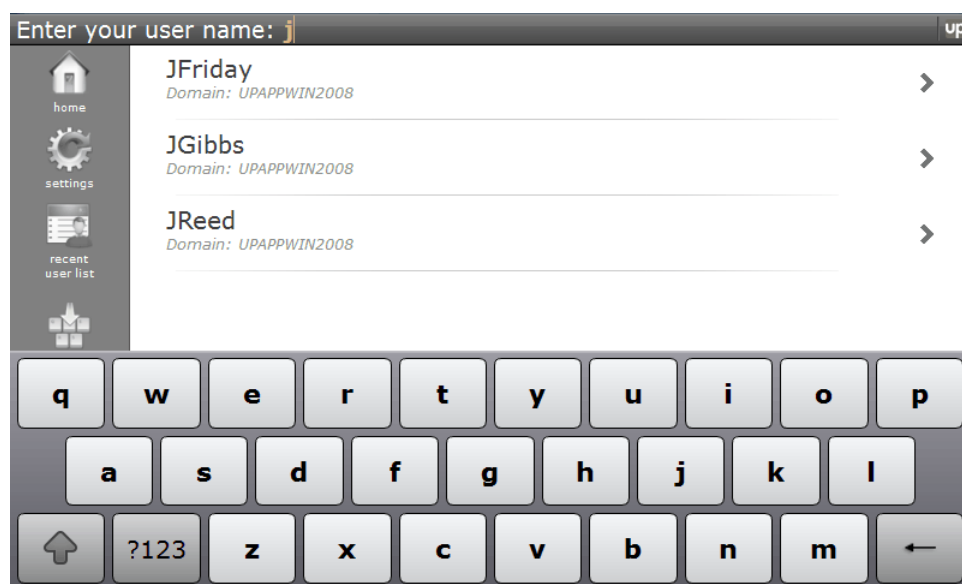 Enter your user name: j
up
home
settings
recent
user list
JFriday
Domain: UPAPPWIN2008
JGibbs
Domain: UPAPPWIN2008
JReed
Domain: UPAPPWIN2008
q w e r t y u i o p
a s d f g h j k l
?123 z x c v b n m